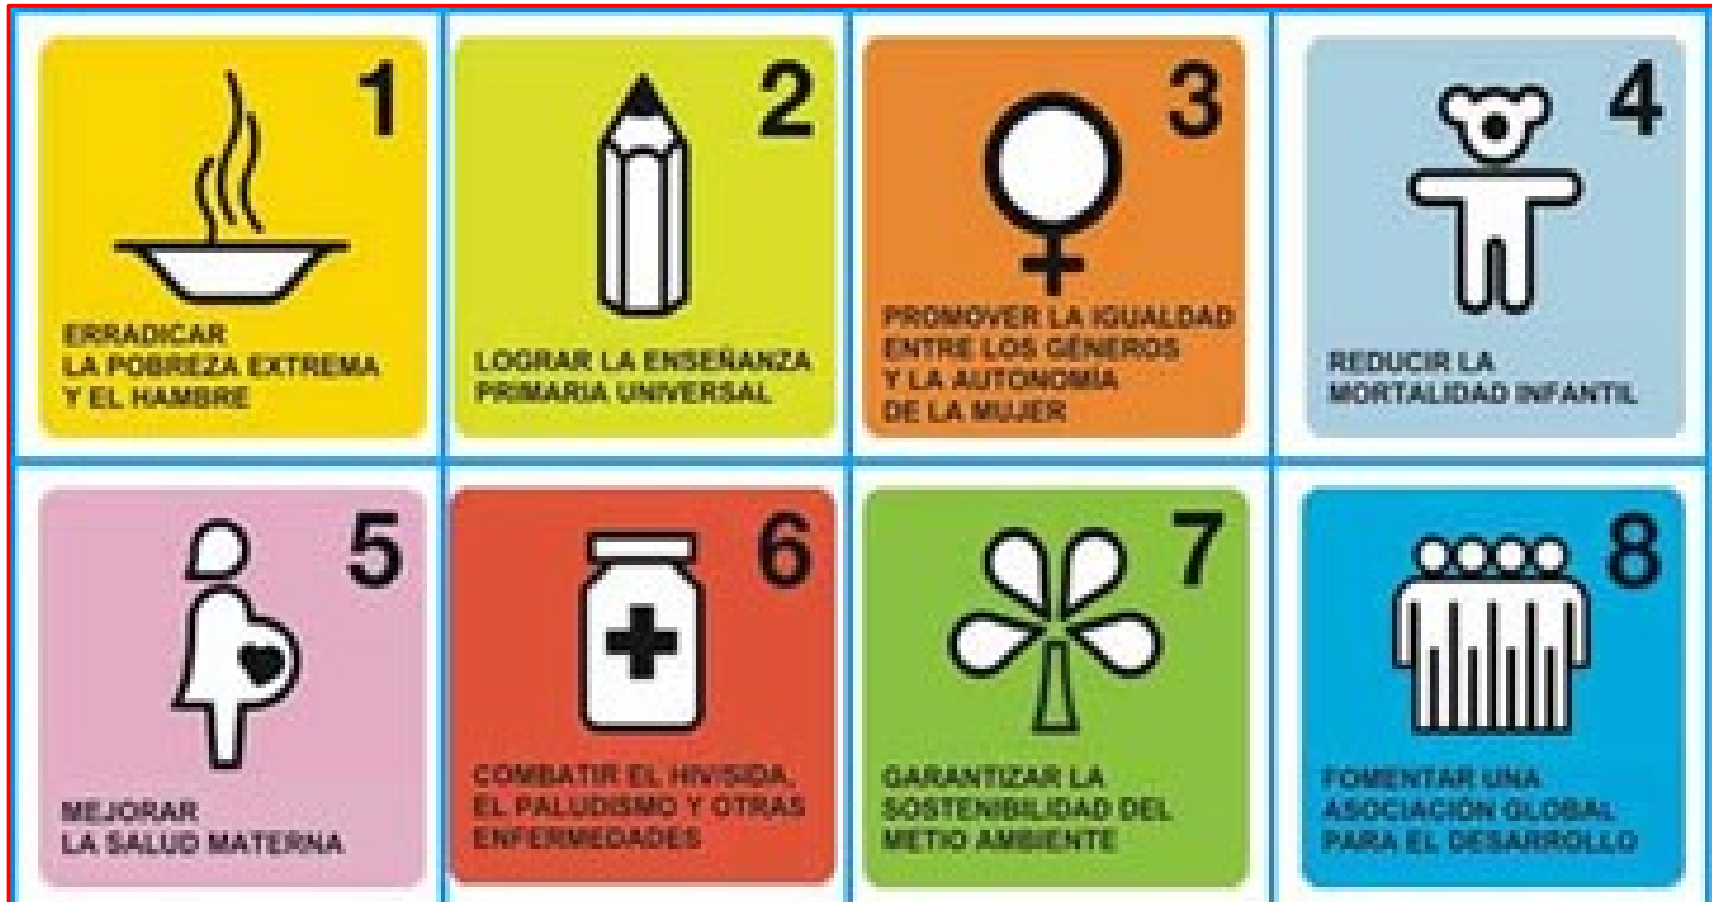 1
ERRADICAR
LA POBREZA EXTREMA
Y EL HAMBRE
2
LOGRAR LA ENSEÑANZA
PRIMARIA UNIVERSAL
3
PROMOVER LA IGUALDAD
ENTRE LOS GÉNEROS
Y LA AUTONOMÍA
DE LA MUJER
4
REDUCIR LA
MORTALIDAD INFANTIL
5
MEJORAR
LA SALUD MATERNA
6
COMBATIR EL HIV/SIDA,
EL PALUDISMO Y OTRAS
ENFERMEDADES
7
GARANTIZAR LA
SOSTENIBILIDAD DEL
METIO AMBIENTE
8
FOMENTAR UNA
ASOCIACIÓN GLOBAL
PARA EL DESARROLLO